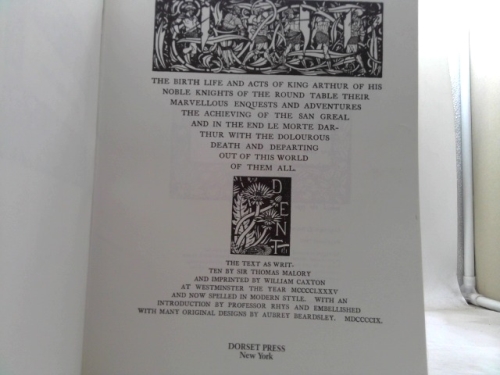 THE BIRTH LIFE AND ACTS OF KING ARTHUR OF HIS
NOBLE KNIGHTS OF THE ROUND TABLE THEIR
MARVELLOUS ENQUESTS AND ADVENTURES
THE ACHIEVING OF THE SAN GREAL
AND IN THE END LE MORTE DAR-
THUR WITH THE DOLOUROUS
DEATH AND DEPARTING
OUT OF THIS WORLD
OF THEM ALL.
DENT
THE TEXT AS WRIT-
TEN BY SIR THOMAS MALORY
AND IMPRINTED BY WILLIAM CAXTON
AT WESTMINSTER THE YEAR MCCCCLXXXV
AND NOW SPELLED IN MODERN STYLE. WITH AN
INTRODUCTION BY PROFESSOR RHYS AND EMBELLISHED
WITH MANY ORIGINAL DESIGNS BY AUBREY BEARDSLEY. MDCCCCIX.
DORSET PRESS
New York